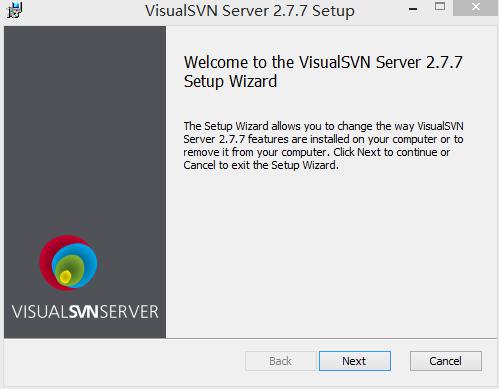 VisualSVN Server 2.7.7 Setup
Welcome to the VisualSVN Server 2.7.7
Setup Wizard
The Setup Wizard allows you to change the way VisualSVN
Server 2.7.7 features are installed on your computer or to
remove it from your computer. Click Next to continue or
Cancel to exit the Setup Wizard.
VISUALSVNSERVER
Back
Next
Cancel